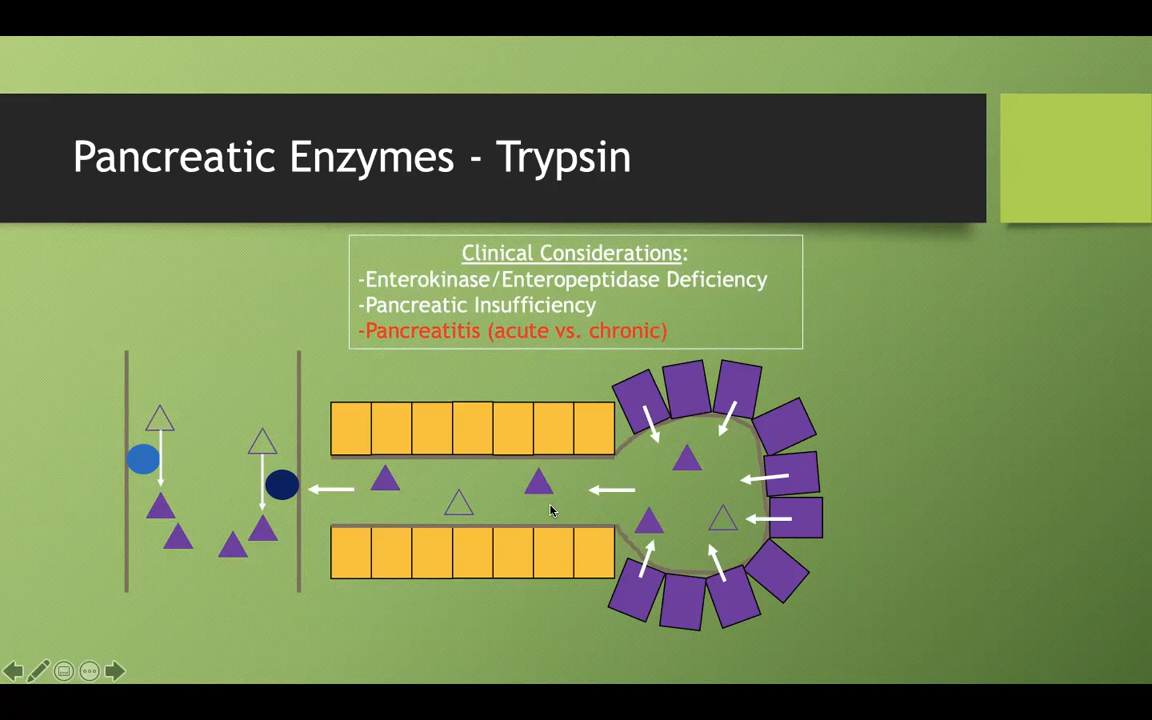 Pancreatic Enzymes - Trypsin
Clinical Considerations:
-Enterokinase/Enteropeptidase Deficiency
-Pancreatic Insufficiency
-Pancreatitis (acute vs. chronic)